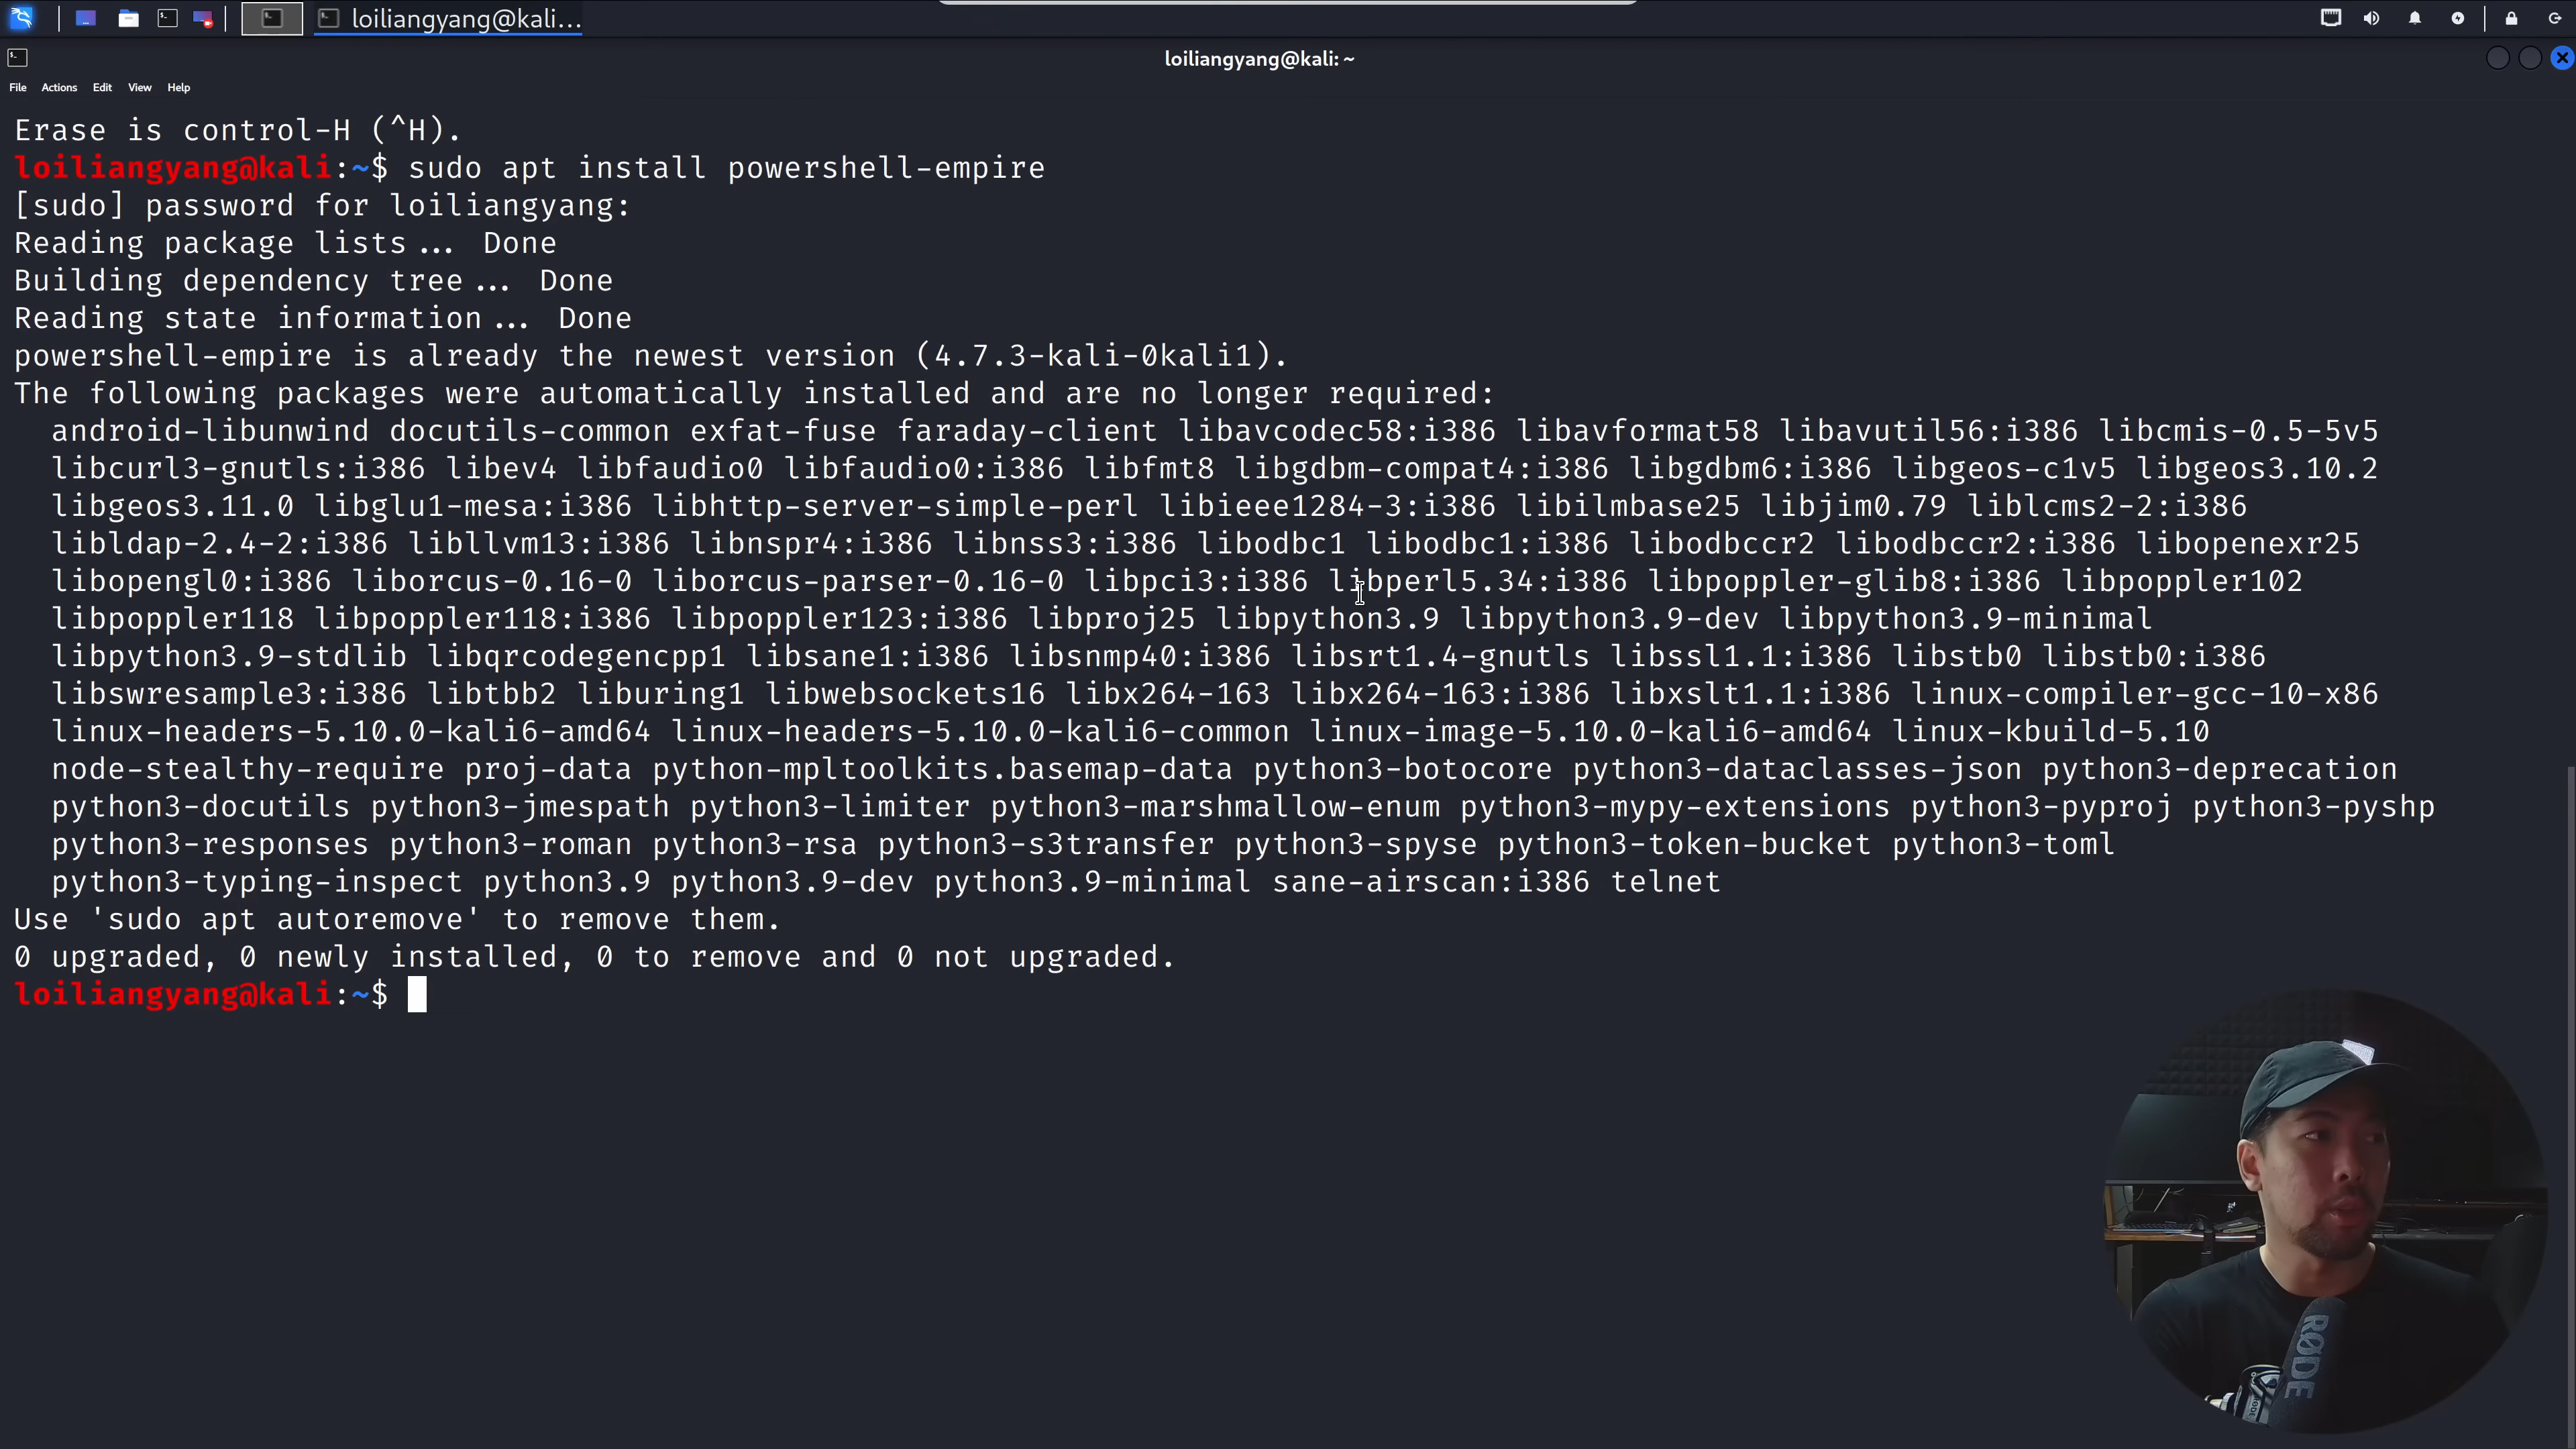 loiliangyang@kali...
loiliangyang@kali: ~
File Actions Edit View Help
Erase is control-H (^H).
loiliangyang@kali:~$ sudo apt install powershell-empire
[sudo] password for loiliangyang:
Reading package lists... Done
Building dependency tree... Done
Reading state information... Done
powershell-empire is already the newest version (4.7.3-kali-0kali1).
The following packages were automatically installed and are no longer required:
android-libunwind docutils-common exfat-fuse faraday-client libavcodec58:i386 libavformat58 libavutil56:i386 libcmis-0.5-5v5
libcurl3-gnutls:i386 libev4 libfaudio0 libfaudio0:i386 libfmt8 libgdbm-compat4:i386 libgdbm6:i386 libgeos-c1v5 libgeos3.10.2
libgeos3.11.0 libglu1-mesa:i386 libhttp-server-simple-perl libieee1284-3:i386 libilmbase25 libjim0.79 liblcms2-2:i386
libldap-2.4-2:i386 libllvm13:i386 libnspr4:i386 libnss3:i386 libodbc1 libodbc1:i386 libodbccr2 libodbccr2:i386 libopenexr25
libopengl0:i386 liborcus-0.16-0 liborcus-parser-0.16-0 libpci3:i386 libperl5.34:i386 libpoppler-glib8:i386 libpoppler102
libpoppler118 libpoppler118:i386 libpoppler123:i386 libproj25 libpython3.9 libpython3.9-dev libpython3.9-minimal
libpython3.9-stdlib libqrcodegencpp1 libsane1:i386 libsnmp40:i386 libsrt1.4-gnutls libssl1.1:i386 libstb0 libstb0:i386
libswresample3:i386 libtbb2 liburing1 libwebsockets16 libx264-163 libx264-163:i386 libxslt1.1:i386 linux-compiler-gcc-10-x86
linux-headers-5.10.0-kali6-amd64 linux-headers-5.10.0-kali6-common linux-image-5.10.0-kali6-amd64 linux-kbuild-5.10
node-stealthy-require proj-data python-mpltoolkits.basemap-data python3-botocore python3-dataclasses-json python3-deprecation
python3-docutils python3-jmespath python3-limiter python3-marshmallow-enum python3-mypy-extensions python3-pyproj python3-pyshp
python3-responses python3-roman python3-rsa python3-s3transfer python3-spyse python3-token-bucket python3-toml
python3-typing-inspect python3.9 python3.9-dev python3.9-minimal sane-airscan:i386 telnet
Use 'sudo apt autoremove' to remove them.
0 upgraded, 0 newly installed, 0 to remove and 0 not upgraded.
loiliangyang@kali:~$
RØDE